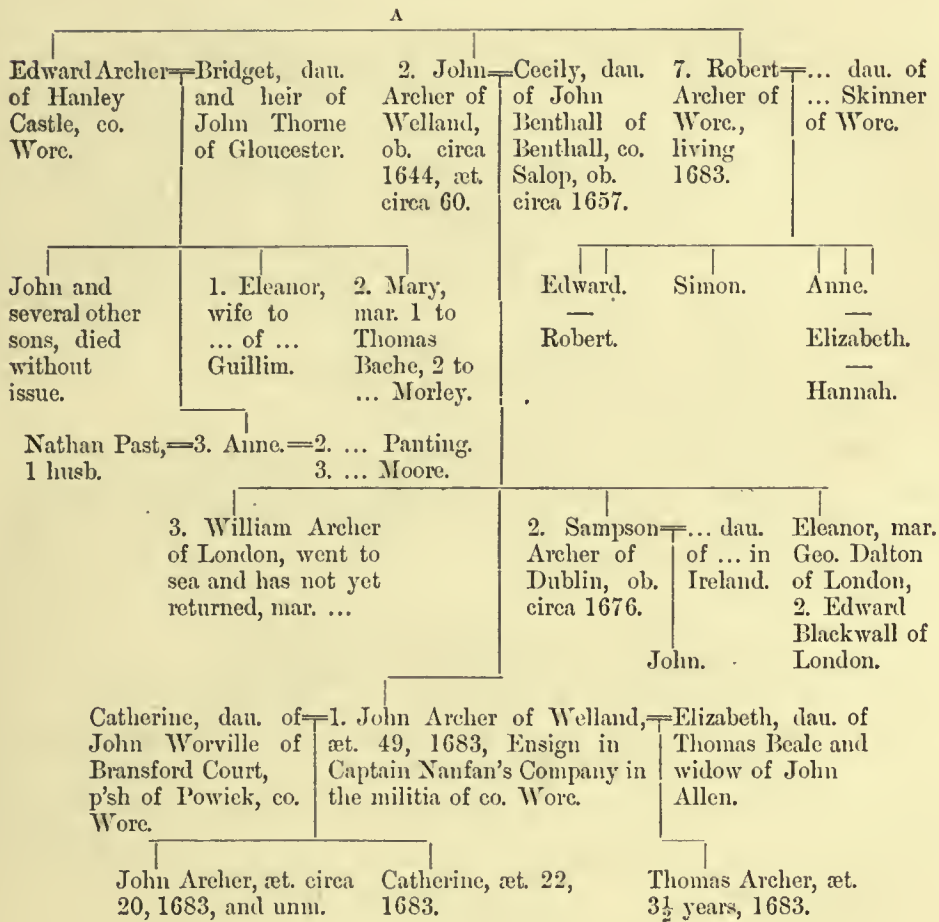 A
Edward Archer
of Hanley
Castle, co.
Worc.
Bridget, dau.
and heir of
John Thorne
of Gloucester.
2. John
Archer of
Welland,
ob. circa
1644, æt.
circa 60.
Cecily, dau.
of John
Benthall of
Benthall, co.
Salop, ob.
circa 1657.
7. Robert
Archer of
Worc.,
living
1683.
... dau. of
... Skinner
of Worc.
John and
several other
sons, died
without
issue.
1. Eleanor,
wife to
... of ...
Guillim.
2. Mary,
mar. 1 to
Thomas
Bache, 2 to
... Morley.
Edward.
—
Robert.
Simon.
Anne.
—
Elizabeth.
—
Hannah.
Nathan Past,
1 husb.
3. Anne.
2. ... Panting.
3. ... Moore.
3. William Archer
of London, went to
sea and has not yet
returned, mar. ...
2. Sampson
Archer of
Dublin, ob.
circa 1676.
... dau.
of ... in
Ireland.
Eleanor, mar.
Geo. Dalton
of London,
2. Edward
Blackwall of
London.
John.
Catherine, dau. of
John Worville of
Bransford Court,
p'sh of Powick, co.
Worc.
1. John Archer of Welland,
æt. 49, 1683, Ensign in
Captain Nanfan's Company in
the militia of co. Worc.
Elizabeth, dau. of
Thomas Beale and
widow of John
Allen.
John Archer, æt. circa
20, 1683, and unm.
Catherine, æt. 22,
1683.
Thomas Archer, æt.
3½ years, 1683.